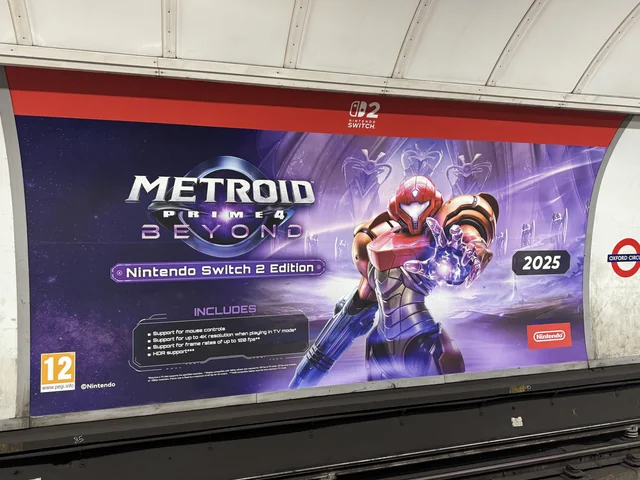 2
NINTENDO
SWITCH
METROID
PRIME 4
BEYOND
Nintendo Switch 2 Edition
2025
INCLUDES
Support for mouse controls
Support for up to 4K resolution when playing in TV mode*
Support for frame rates of up to 120 fps**
HDR support***
12
www.pegi.info
©Nintendo
Nintendo
OXFORD CIRC
85